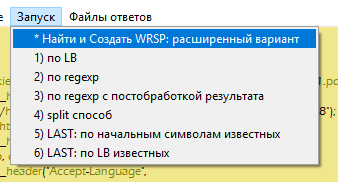 Запуск Файлы ответов
* Найти и Создать WRSP: расширенный вариант
1) по LB
2) по regexp
3) по regexp с постобработкой результата
4) split способ
5) LAST: по начальным символам известных
6) LAST: по LB известных
header("Accept-Language",